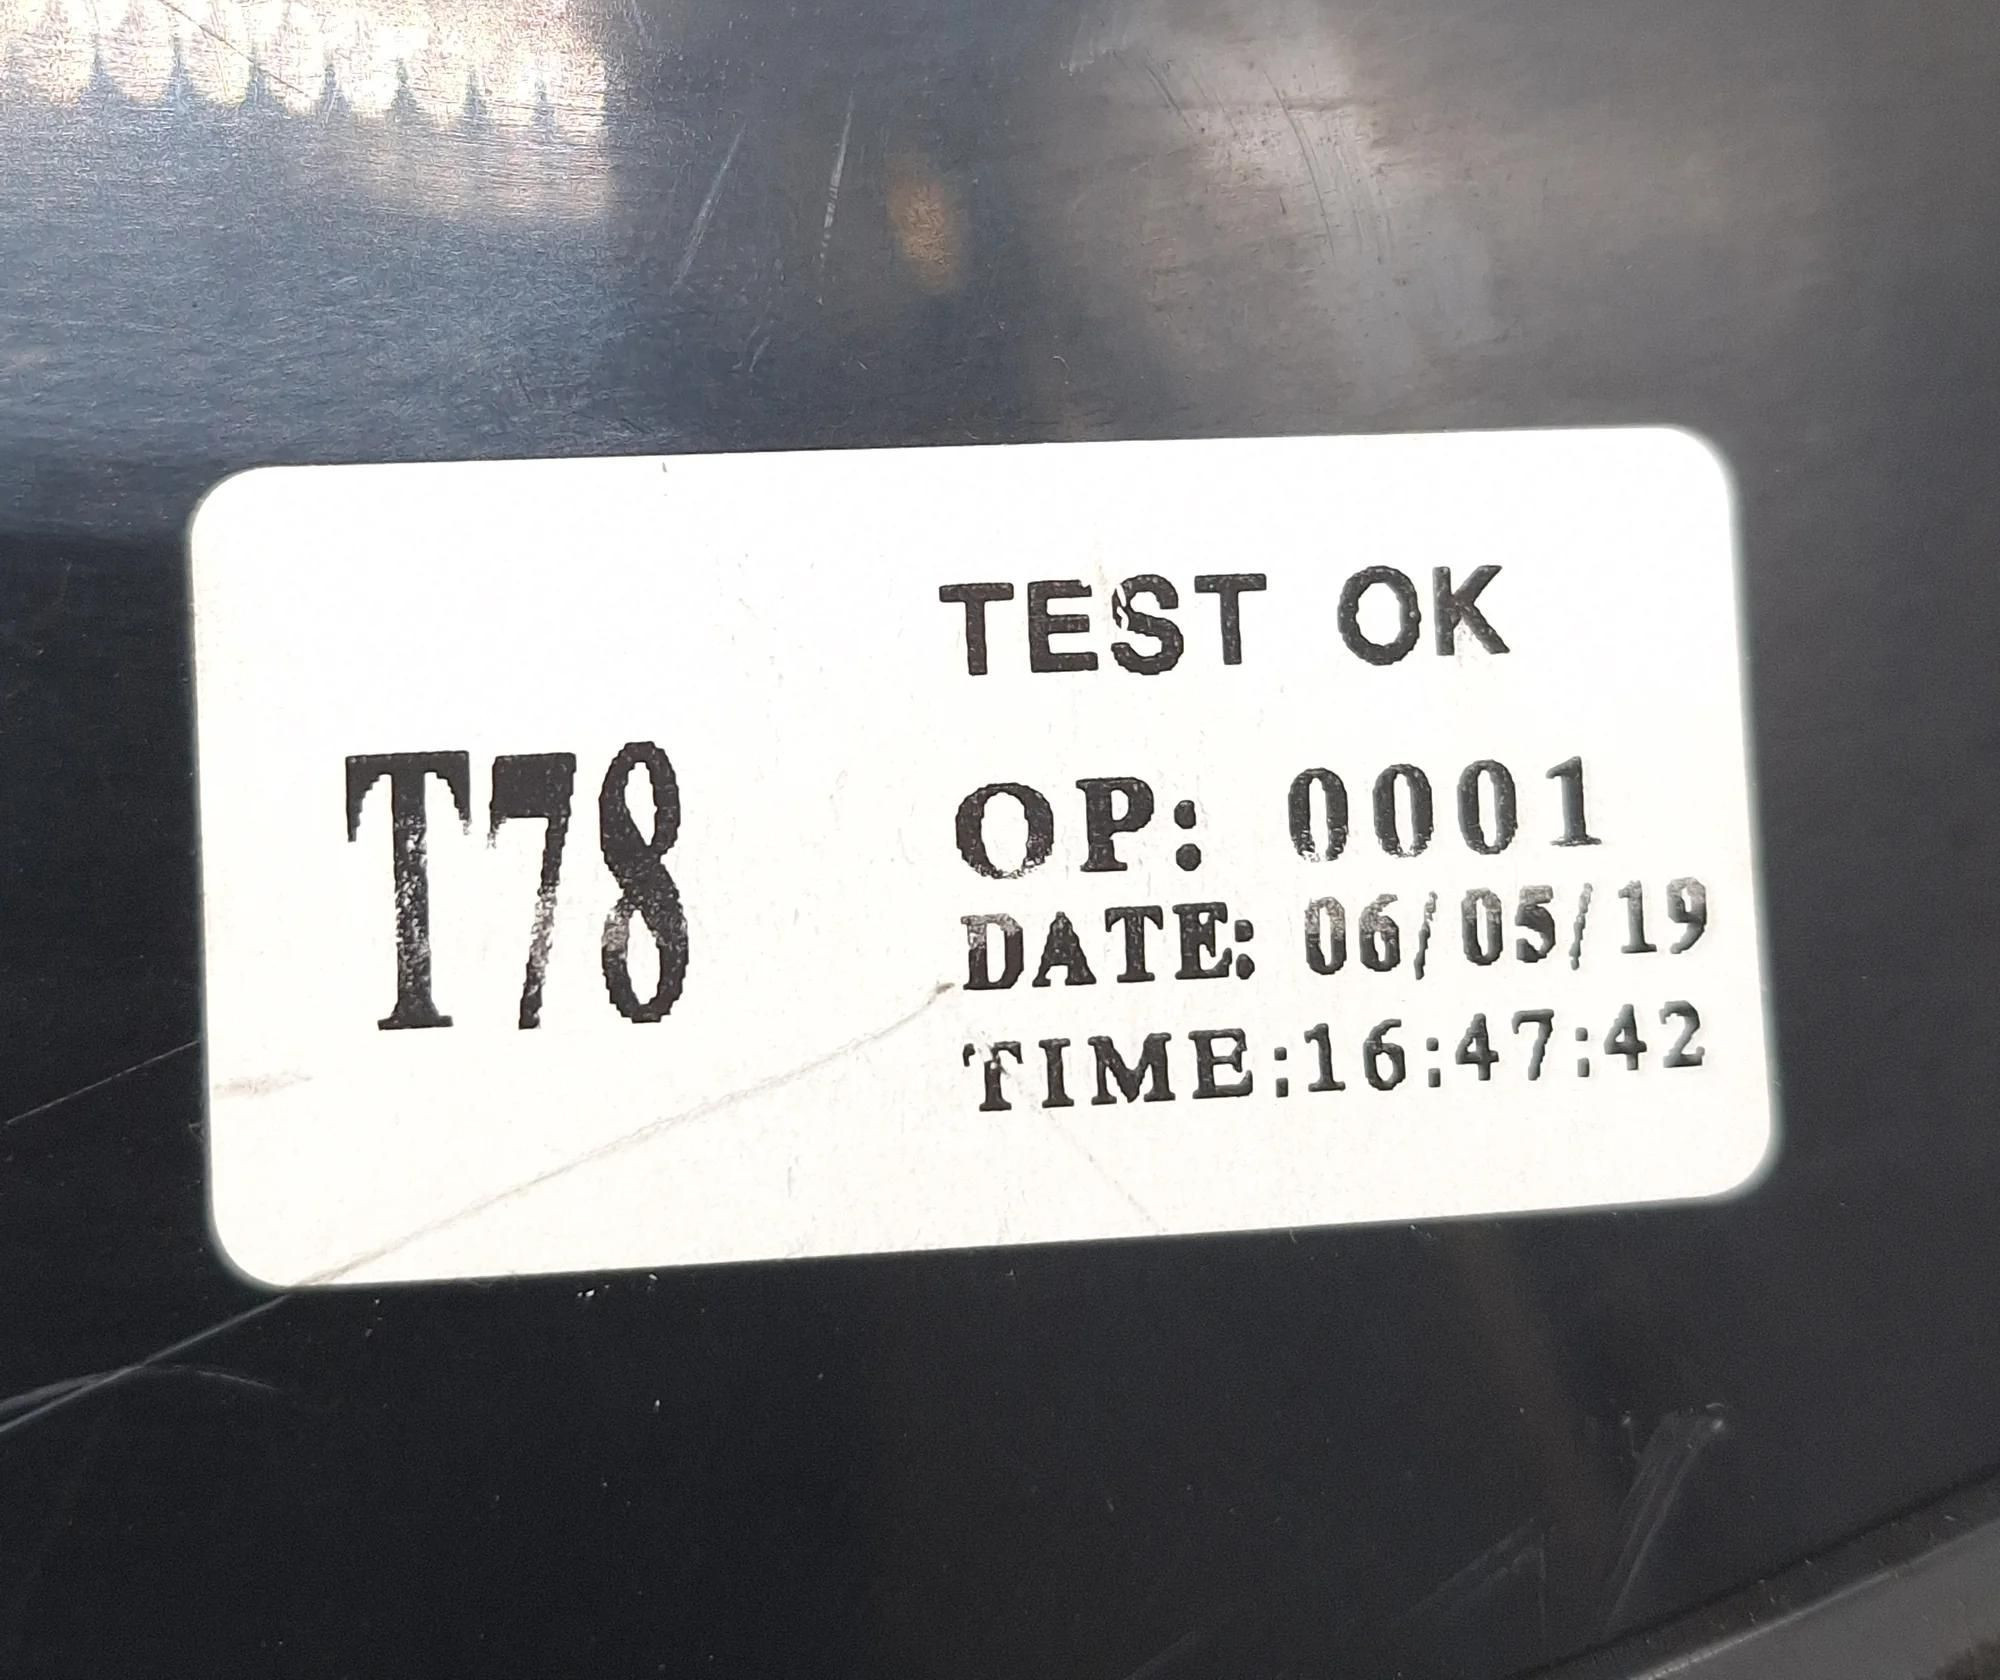 T78
TEST OK
OP: 0001
DATE: 06/05/19
TIME:16:47:42